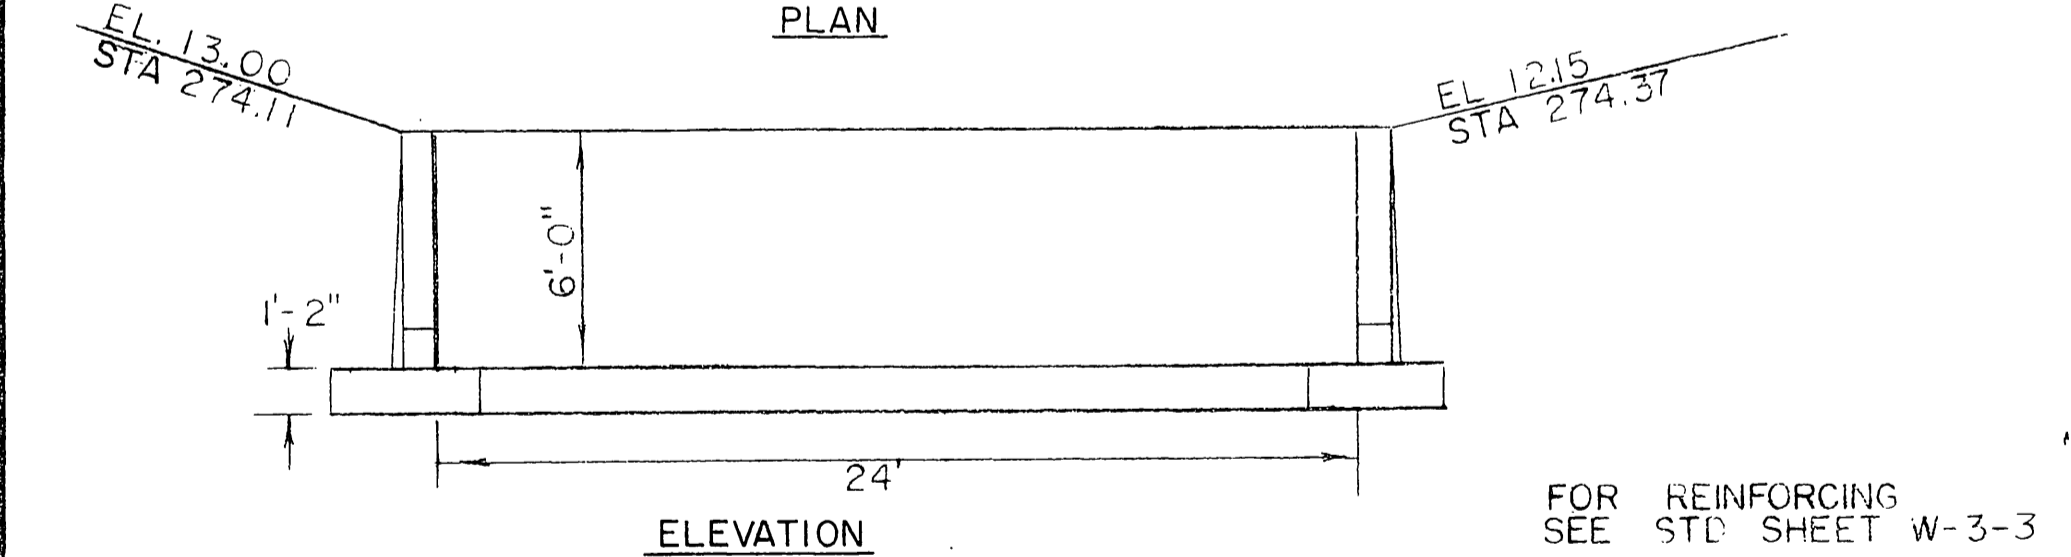 PLAN
EL. 13.00
STA 274.11
EL 12.15
STA 274.37
6'-0"
1'-2"
24'
ELEVATION
FOR REINFORCING
SEE STD SHEET W-3-3